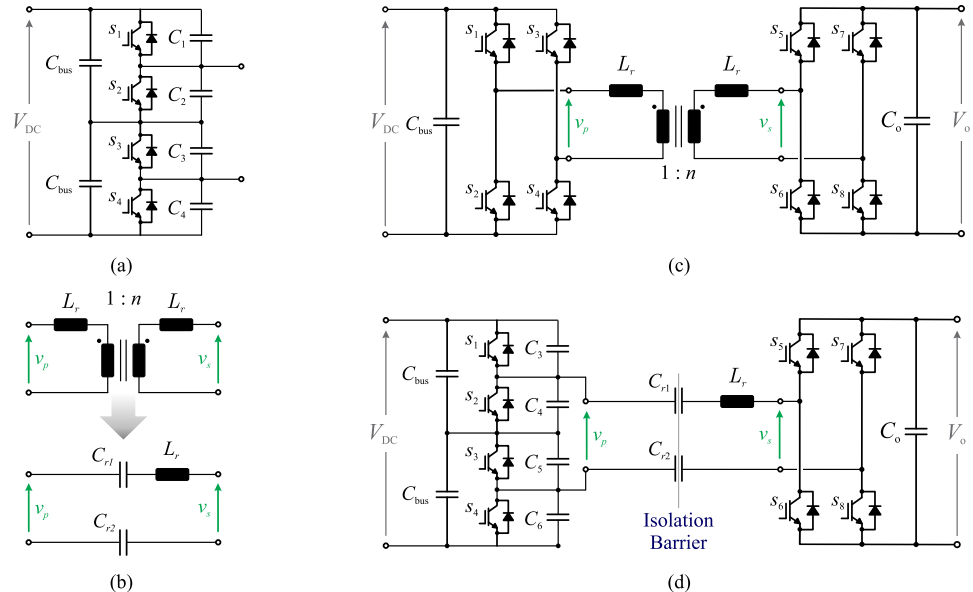 s1 C1
Cbus
s2 C2
VDC
s3 C3
Cbus
s4 C4
(a)
1 : n
Lr Lr
vp vs
Cr1 Lr
vp vs
Cr2
(b)
s1 s3 s5 s7
Lr Lr
VDC Cbus vp vs Co Vo
1 : n
s2 s4 s6 s8
(c)
s1 C3 s5 s7
Cbus Cr1 Lr
s2 C4
VDC vp vs Co Vo
s3 C5 Cr2
Cbus s6 s8
s4 C6
Isolation
Barrier
(d)